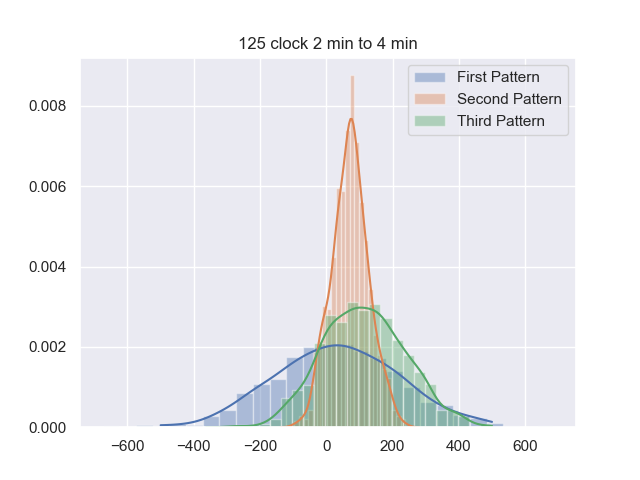 125 clock 2 min to 4 min
First Pattern
Second Pattern
Third Pattern
0.008
0.006
0.004
0.002
0.000
−600 −400 −200 0 200 400 600